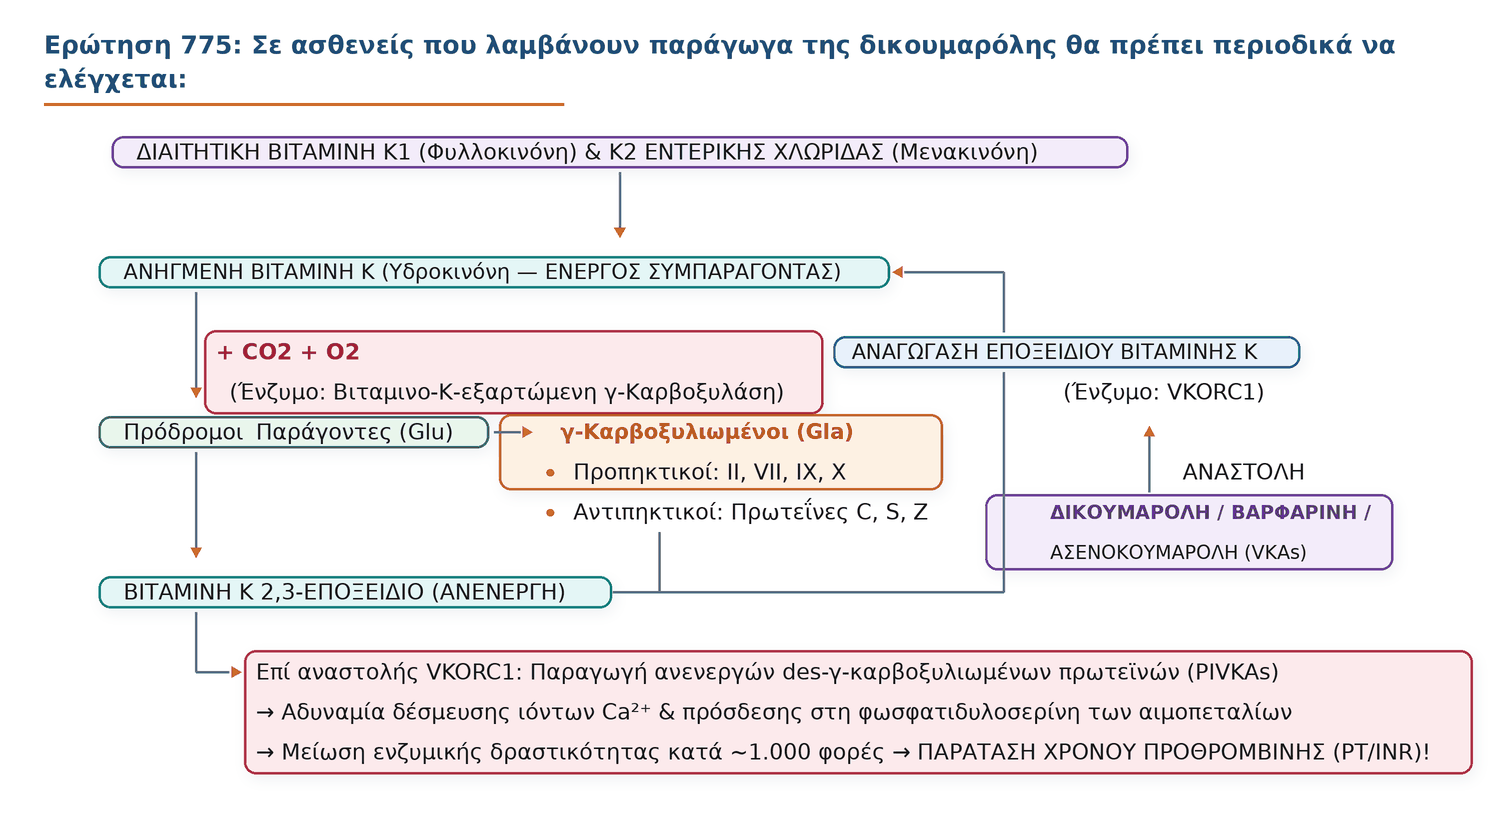 Ερώτηση 775: Σε ασθενείς που λαμβάνουν παράγωγα της δικουμαρόλης θα πρέπει περιοδικά να
ελέγχεται:
ΔΙΑΙΤΗΤΙΚΗ ΒΙΤΑΜΙΝΗ Κ1 (Φυλλοκινόνη) & Κ2 ΕΝΤΕΡΙΚΗΣ ΧΛΩΡΙΔΑΣ (Μενακινόνη)
ΑΝΗΓΜΕΝΗ ΒΙΤΑΜΙΝΗ Κ (Υδροκινόνη — ΕΝΕΡΓΟΣ ΣΥΜΠΑΡΑΓΟΝΤΑΣ)
+ CO2 + O2
ΑΝΑΓΩΓΑΣΗ ΕΠΟΞΕΙΔΙΟΥ ΒΙΤΑΜΙΝΗΣ Κ
(Ένζυμο: Βιταμινο-Κ-εξαρτώμενη γ-Καρβοξυλάση)
(Ένζυμο: VKORC1)
Πρόδρομοι Παράγοντες (Glu)
γ-Καρβοξυλιωμένοι (Gla)
• Προπηκτικοί: II, VII, IX, X
ΑΝΑΣΤΟΛΗ
• Αντιπηκτικοί: Πρωτεΐνες C, S, Z
ΔΙΚΟΥΜΑΡΟΛΗ / ΒΑΡΦΑΡΙΝΗ /
ΑΣΕΝΟΚΟΥΜΑΡΟΛΗ (VKAs)
ΒΙΤΑΜΙΝΗ Κ 2,3-ΕΠΟΞΕΙΔΙΟ (ΑΝΕΝΕΡΓΗ)
Επί αναστολής VKORC1: Παραγωγή ανενεργών des-γ-καρβοξυλιωμένων πρωτεϊνών (PIVKAs)
→ Αδυναμία δέσμευσης ιόντων Ca²⁺ & πρόσδεσης στη φωσφατιδυλοσερίνη των αιμοπεταλίων
→ Μείωση ενζυμικής δραστικότητας κατά ~1.000 φορές → ΠΑΡΑΤΑΣΗ ΧΡΟΝΟΥ ΠΡΟΘΡΟΜΒΙΝΗΣ (PT/INR)!